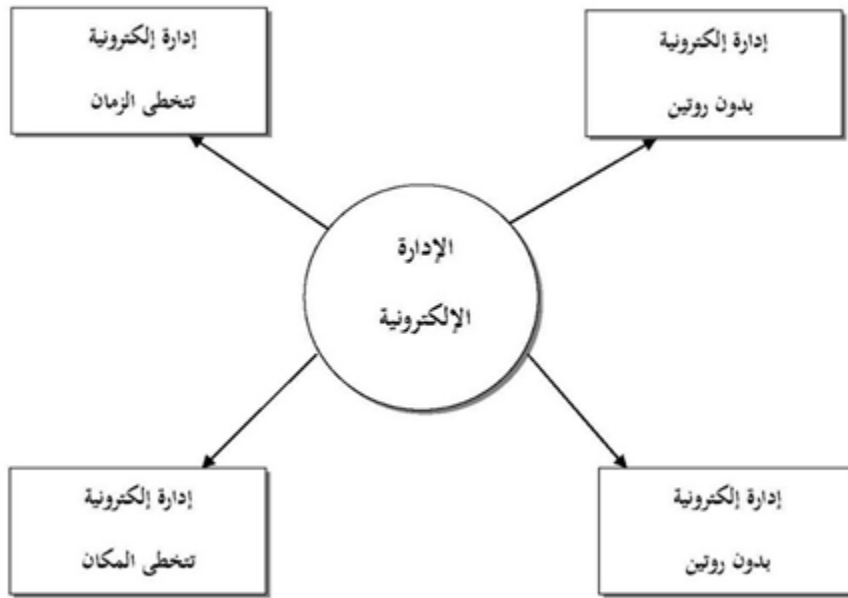 إدارة إلكترونية
بدون روتين
إدارة إلكترونية
تتخطى الزمان
الإدارة
الإلكترونية
إدارة إلكترونية
بدون روتين
إدارة إلكترونية
تتخطى المكان